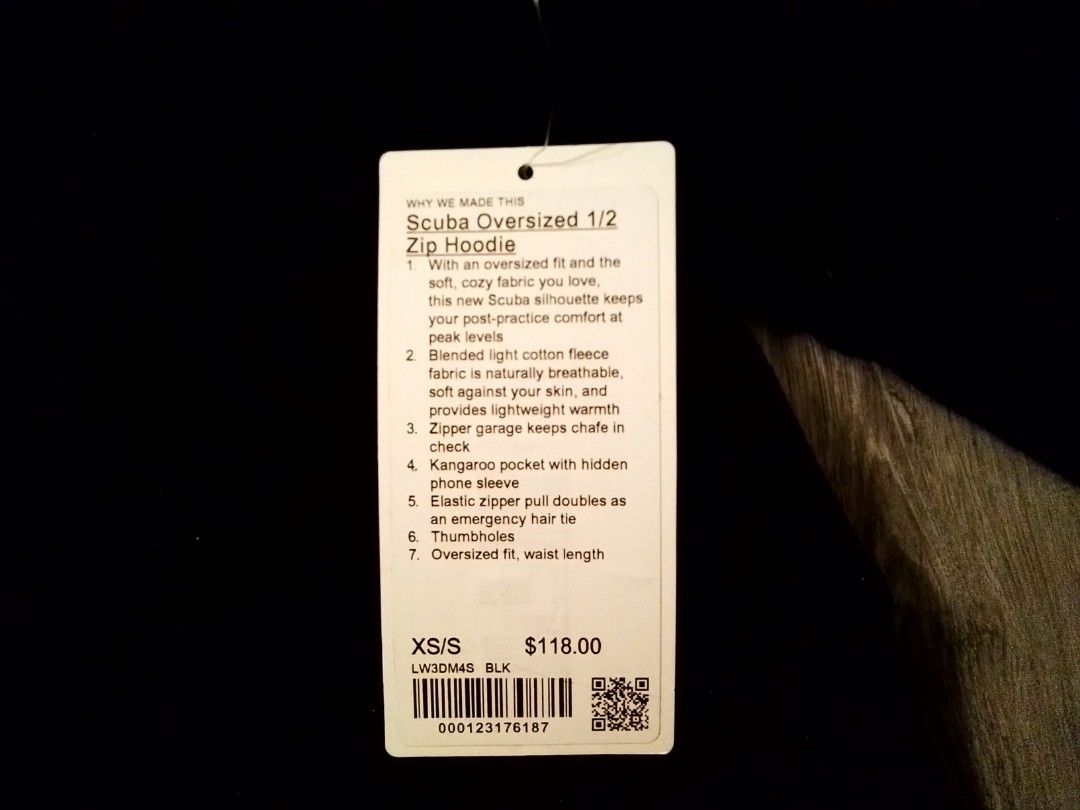 WHY WE MADE THIS
Scuba Oversized 1/2
Zip Hoodie
1. With an oversized fit and the
soft, cozy fabric you love,
this new Scuba silhouette keeps
your post-practice comfort at
peak levels
2. Blended light cotton fleece
fabric is naturally breathable,
soft against your skin, and
provides lightweight warmth
3. Zipper garage keeps chafe in
check
4. Kangaroo pocket with hidden
phone sleeve
5. Elastic zipper pull doubles as
an emergency hair tie
6. Thumbholes
7. Oversized fit, waist length
XS/S $118.00
LW3DM4S BLK
000123176187